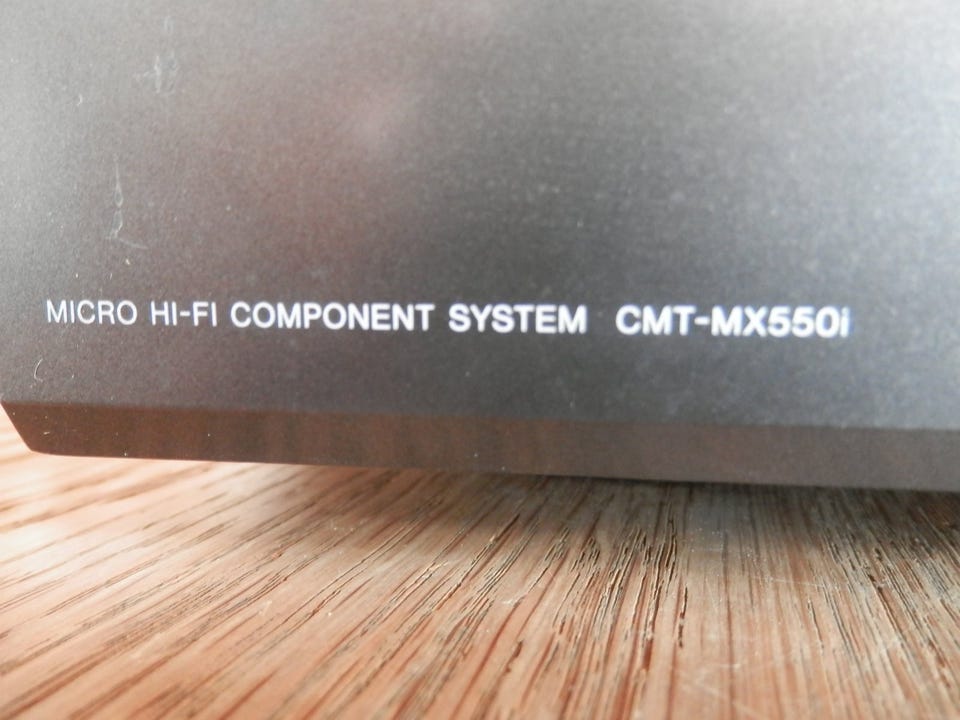 MICRO HI-FI COMPONENT SYSTEM CMT-MX550i